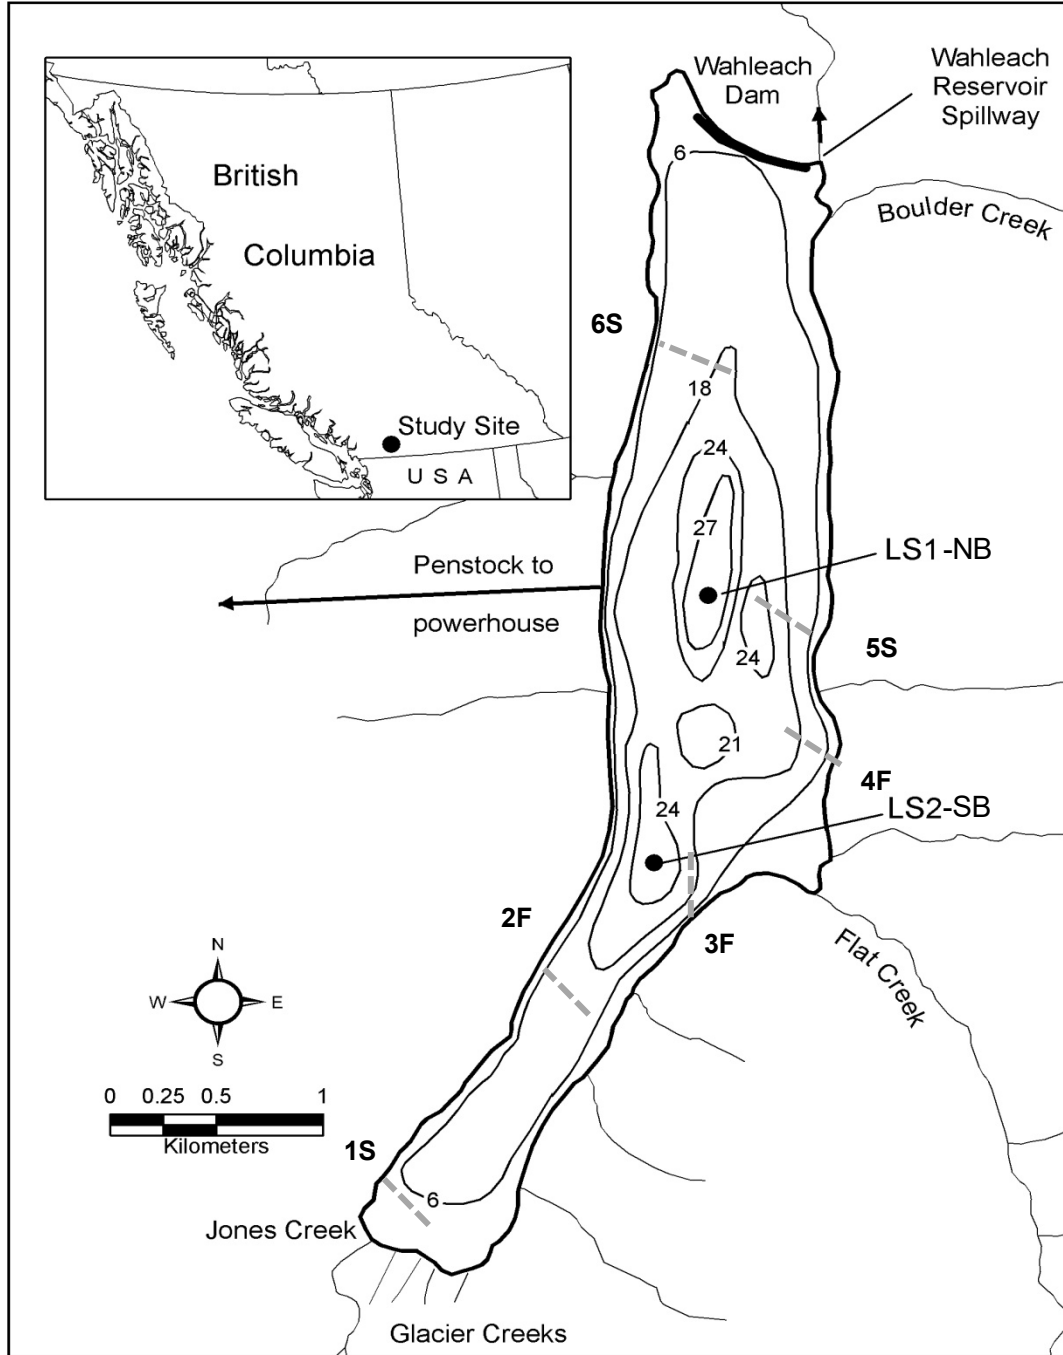 Wahleach
Dam
Wahleach
Reservoir
Spillway
British
Columbia
Study Site
U S A
6
Boulder Creek
6S
18
24
27
LS1-NB
Penstock to
powerhouse
5S
24
21
4F
24
LS2-SB
2F
3F
Flat Creek
N
W
E
S
0 0.25 0.5 1
Kilometers
1S
6
Jones Creek
Glacier Creeks